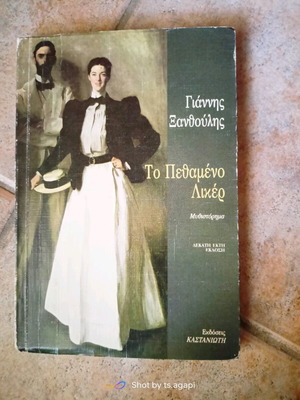 Γιάννης
Ξανθούλης
Το Πεθαμένο
Λικέρ
Μυθιστόρημα
ΔΕΚΑΤΗ ΕΚΤΗ
ΕΚΔΟΣΗ
Εκδόσεις
ΚΑΣΤΑΝΙΩΤΗ
Shot by ts.agapi